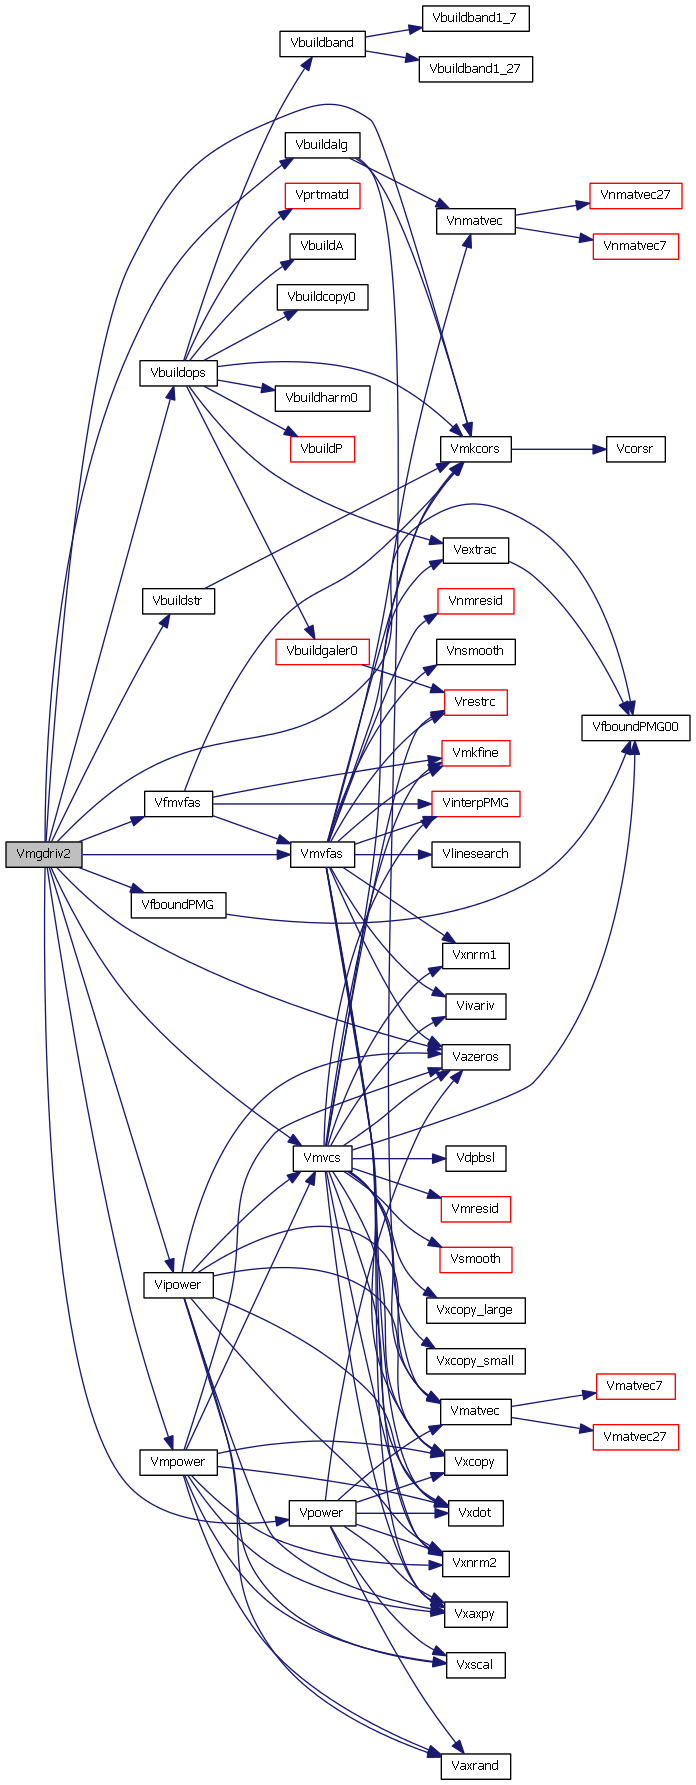 Vbuildband1_7
Vbuildband
Vbuildband1_27
Vbuildalg
Vprtmatd
Vnmatvec27
Vnmatvec
VbuildA
Vnmatvec7
Vbuildcopy0
Vbuildops
Vbuildharm0
VbuildP
Vmkcors
Vcorsr
Vextrac
Vbuildstr
Vnmresid
Vbuildgaler0
Vnsmooth
Vrestrc
VfboundPMG00
Vmkfine
Vfmvfas
VinterpPMG
Vmgdriv2
Vmvfas
Vlinesearch
VfboundPMG
Vxnrm1
Vivariv
Vazeros
Vmvcs
Vdpbsl
Vmresid
Vsmooth
Vipower
Vxcopy_large
Vxcopy_small
Vmatvec7
Vmatvec
Vmatvec27
Vmpower
Vxcopy
Vpower
Vxdot
Vxnrm2
Vxaxpy
Vxscal
Vaxrand